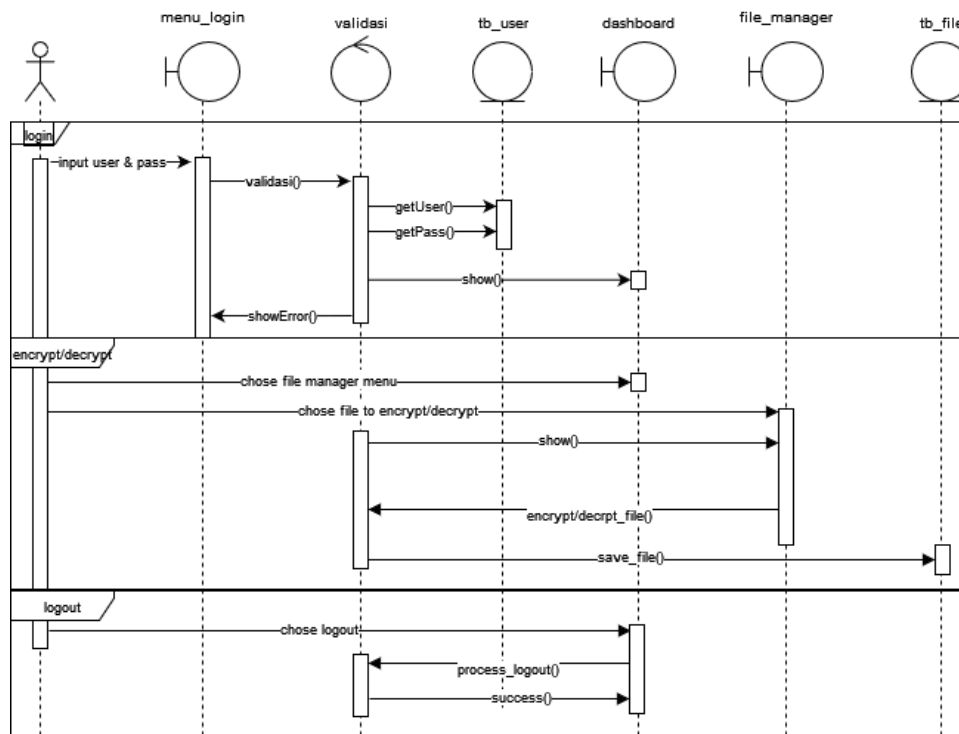 menu_login
validasi
tb_user
dashboard
file_manager
tb_file
login
input user & pass
validasi()
getUser()
getPass()
show()
showError()
encrypt/decrypt
chose file manager menu
chose file to encrypt/decrypt
show()
encrypt/decrpt_file()
save_file()
logout
chose logout
process_logout()
success()